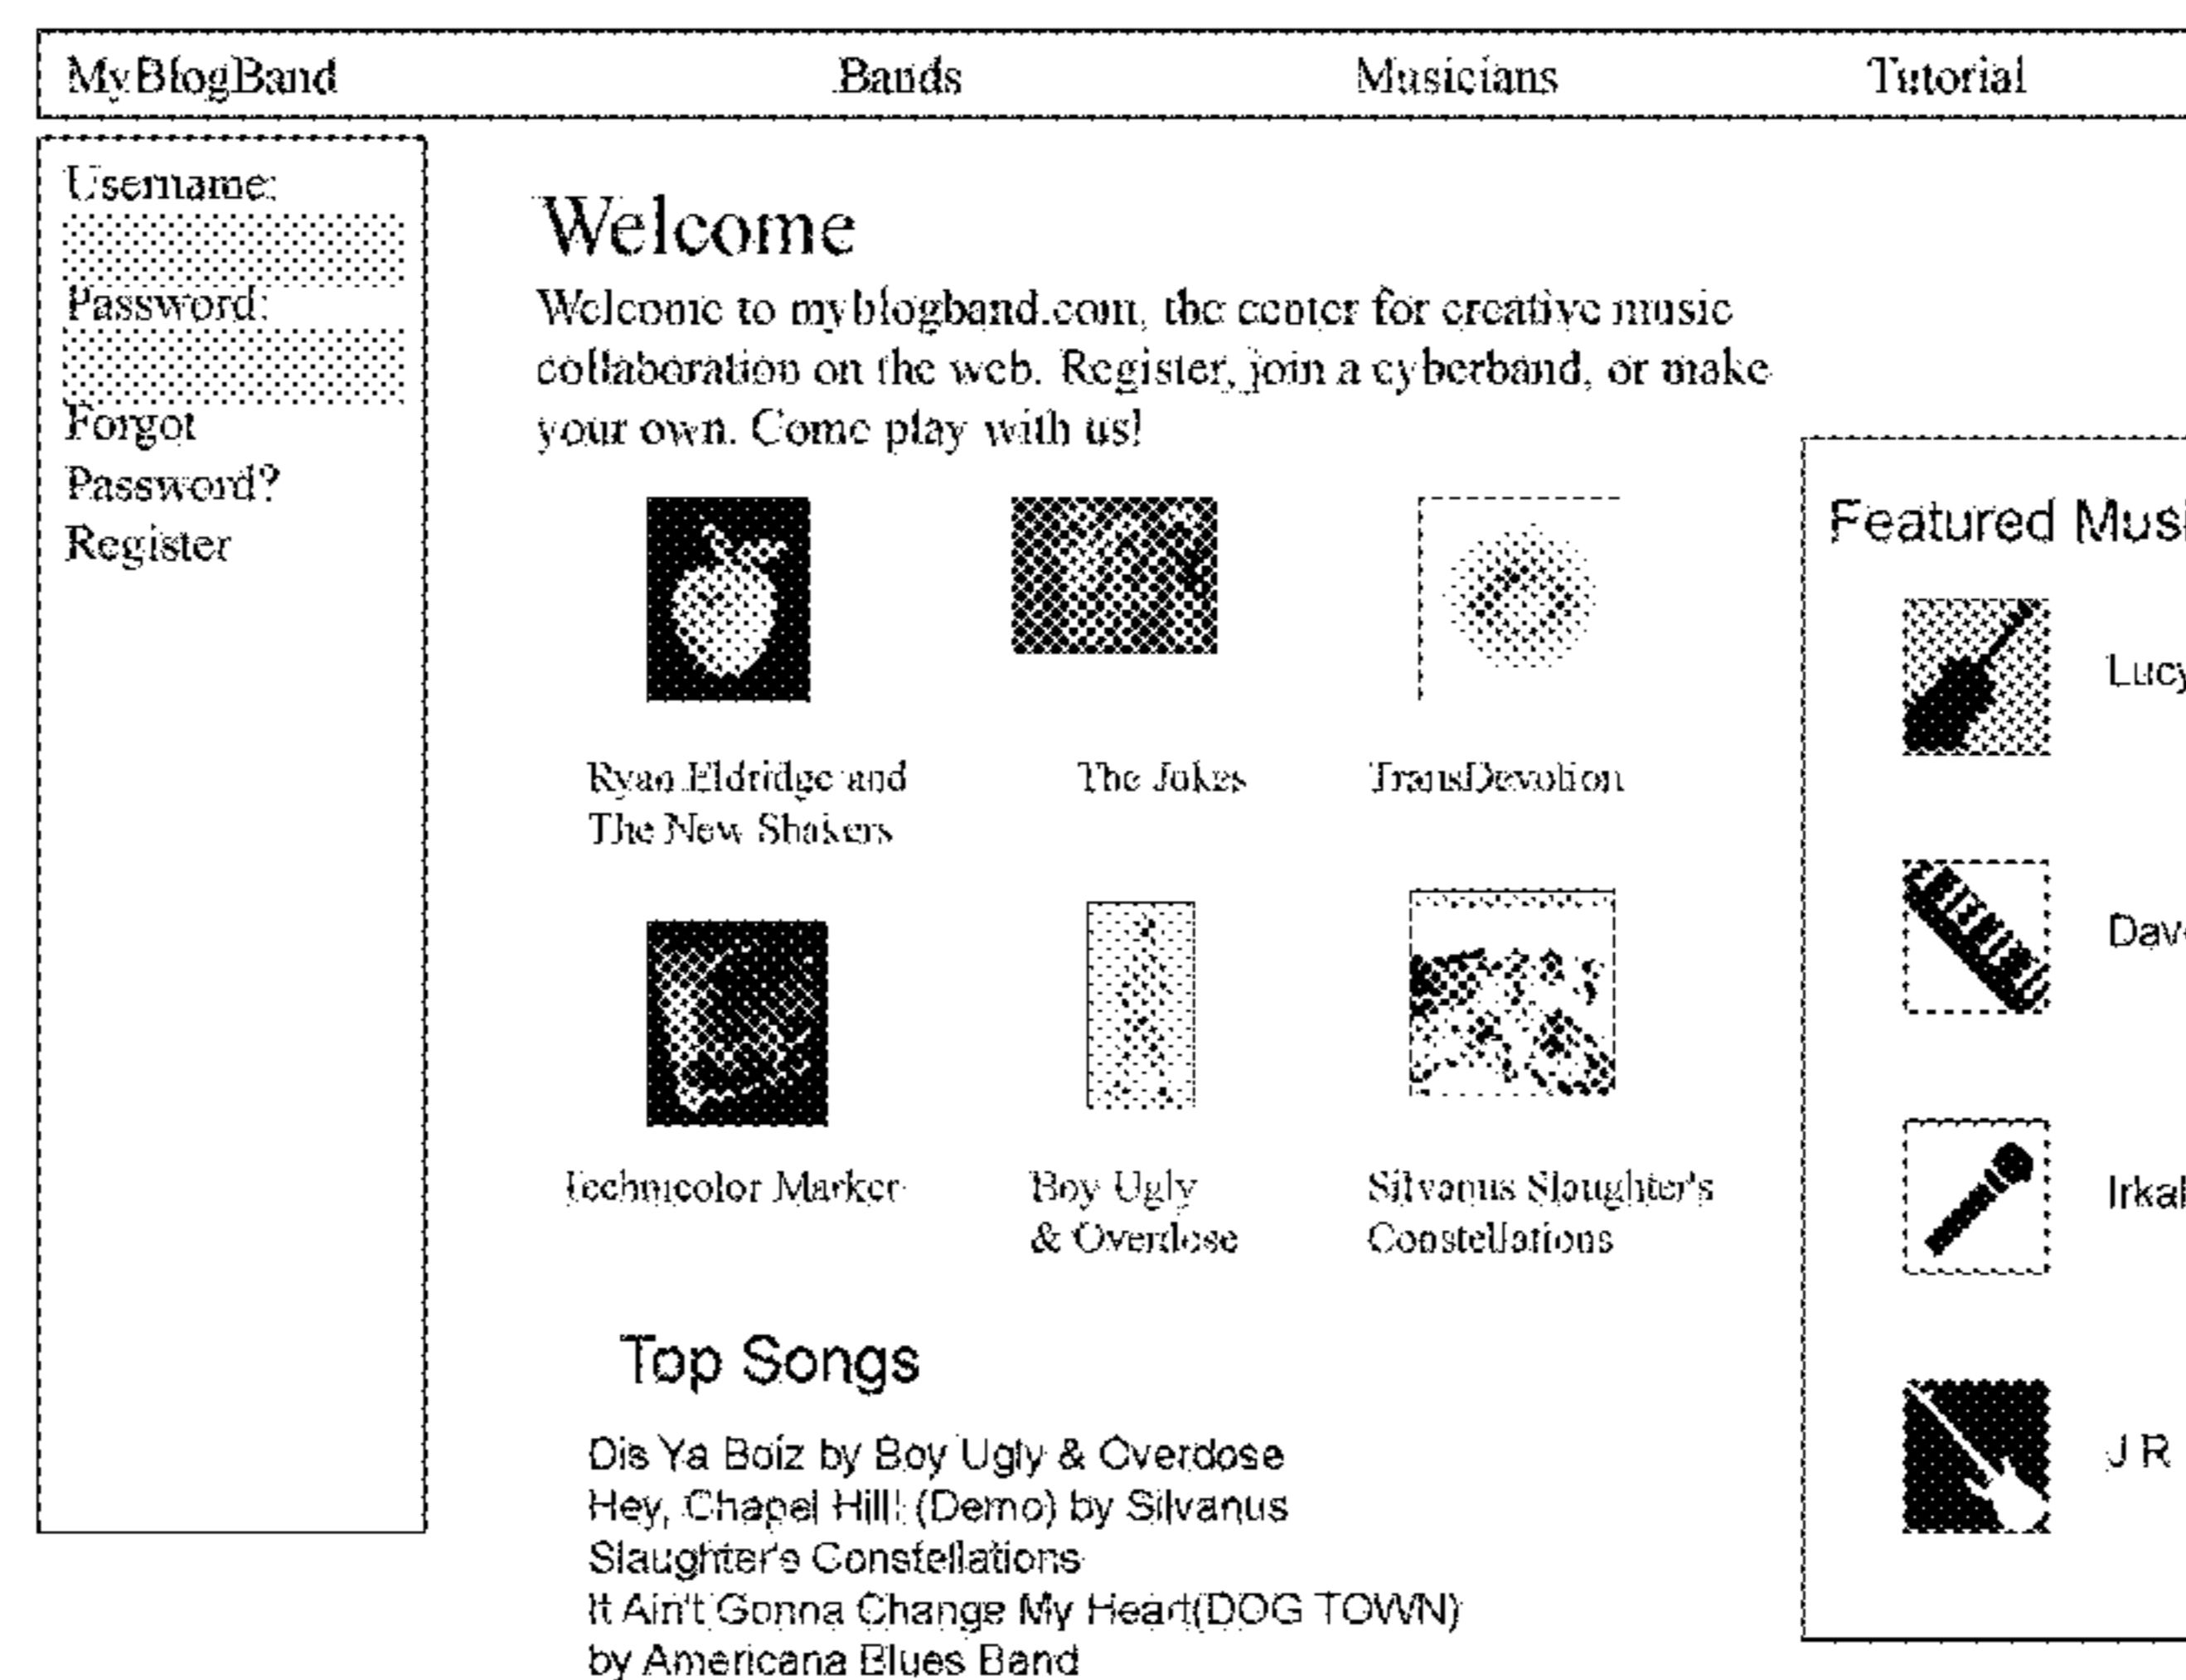 MyBlogBand Bands Musicians Tutorial
Username:
Password:
Forgot
Password?
Register
Welcome
Welcome to myblogband.com, the center for creative music
collaboration on the web. Register, join a cyberband, or make
your own. Come play with us!
Ryan Eldridge and
The New Shakers
The Jokes
TransDevotion
Technicolor Marker
Boy Ugly
& Overdose
Silvanus Slaughter's
Constellations
Top Songs
Dis Ya Boiz by Boy Ugly & Overdose
Hey, Chapel Hill! (Demo) by Silvanus
Slaughter's Constellations
It Ain't Gonna Change My Heart(DOG TOWN)
by Americana Blues Band
Featured Musi
Lucy
Dave
Irkal
J R